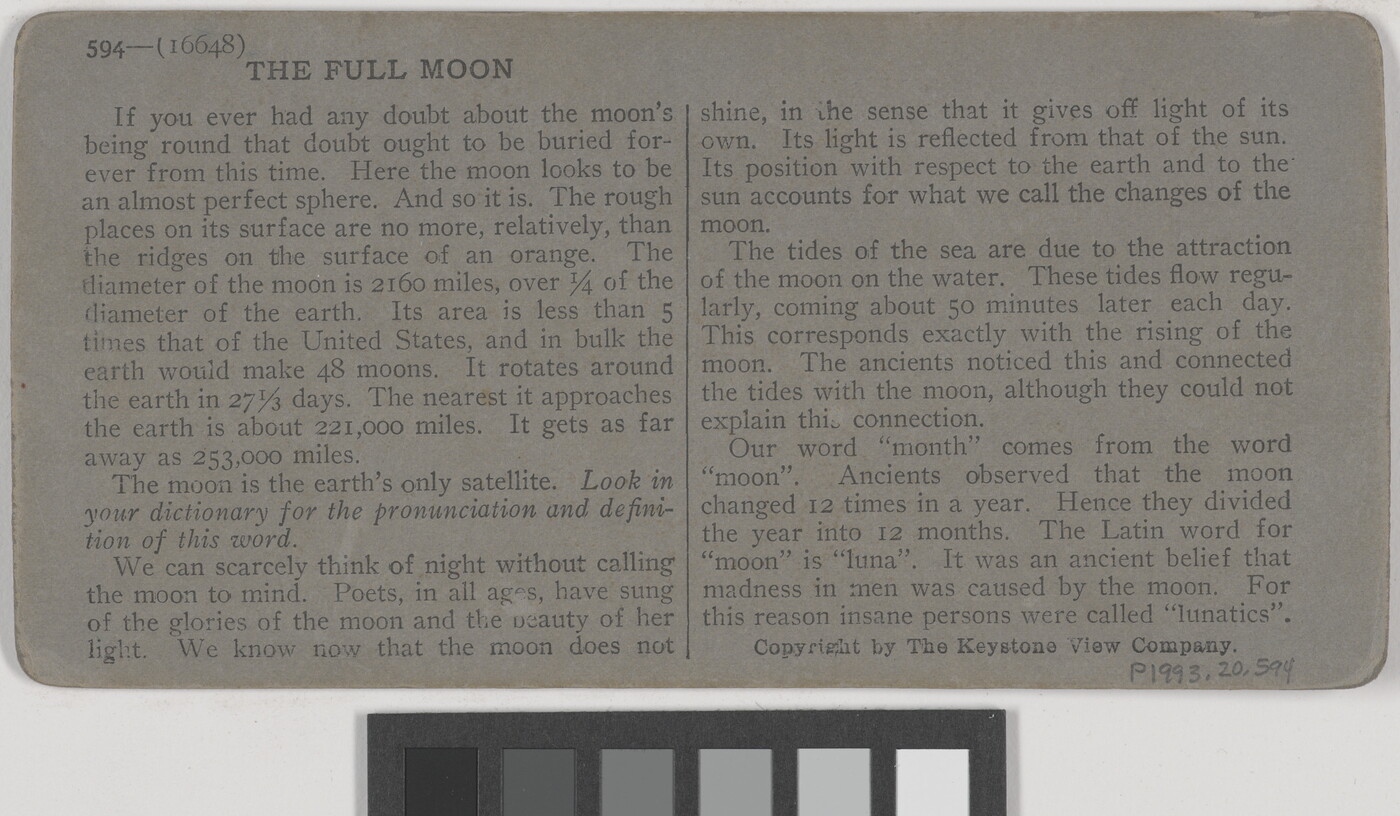 594—(16648)
THE FULL MOON
If you ever had any doubt about the moon's
being round that doubt ought to be buried for-
ever from this time. Here the moon looks to be
an almost perfect sphere. And so it is. The rough
places on its surface are no more, relatively, than
the ridges on the surface of an orange. The
diameter of the moon is 2160 miles, over ¼ of the
diameter of the earth. Its area is less than 5
times that of the United States, and in bulk the
earth would make 48 moons. It rotates around
the earth in 27⅓ days. The nearest it approaches
the earth is about 221,000 miles. It gets as far
away as 253,000 miles.
The moon is the earth's only satellite. Look in
your dictionary for the pronunciation and defini-
tion of this word.
We can scarcely think of night without calling
the moon to mind. Poets, in all ages, have sung
of the glories of the moon and the beauty of her
light. We know now that the moon does not
shine, in the sense that it gives off light of its
own. Its light is reflected from that of the sun.
Its position with respect to the earth and to the
sun accounts for what we call the changes of the
moon.
The tides of the sea are due to the attraction
of the moon on the water. These tides flow regu-
larly, coming about 50 minutes later each day.
This corresponds exactly with the rising of the
moon. The ancients noticed this and connected
the tides with the moon, although they could not
explain this connection.
Our word "month" comes from the word
"moon". Ancients observed that the moon
changed 12 times in a year. Hence they divided
the year into 12 months. The Latin word for
"moon" is "luna". It was an ancient belief that
madness in men was caused by the moon. For
this reason insane persons were called "lunatics".
Copyright by The Keystone View Company.
P1993.20.594